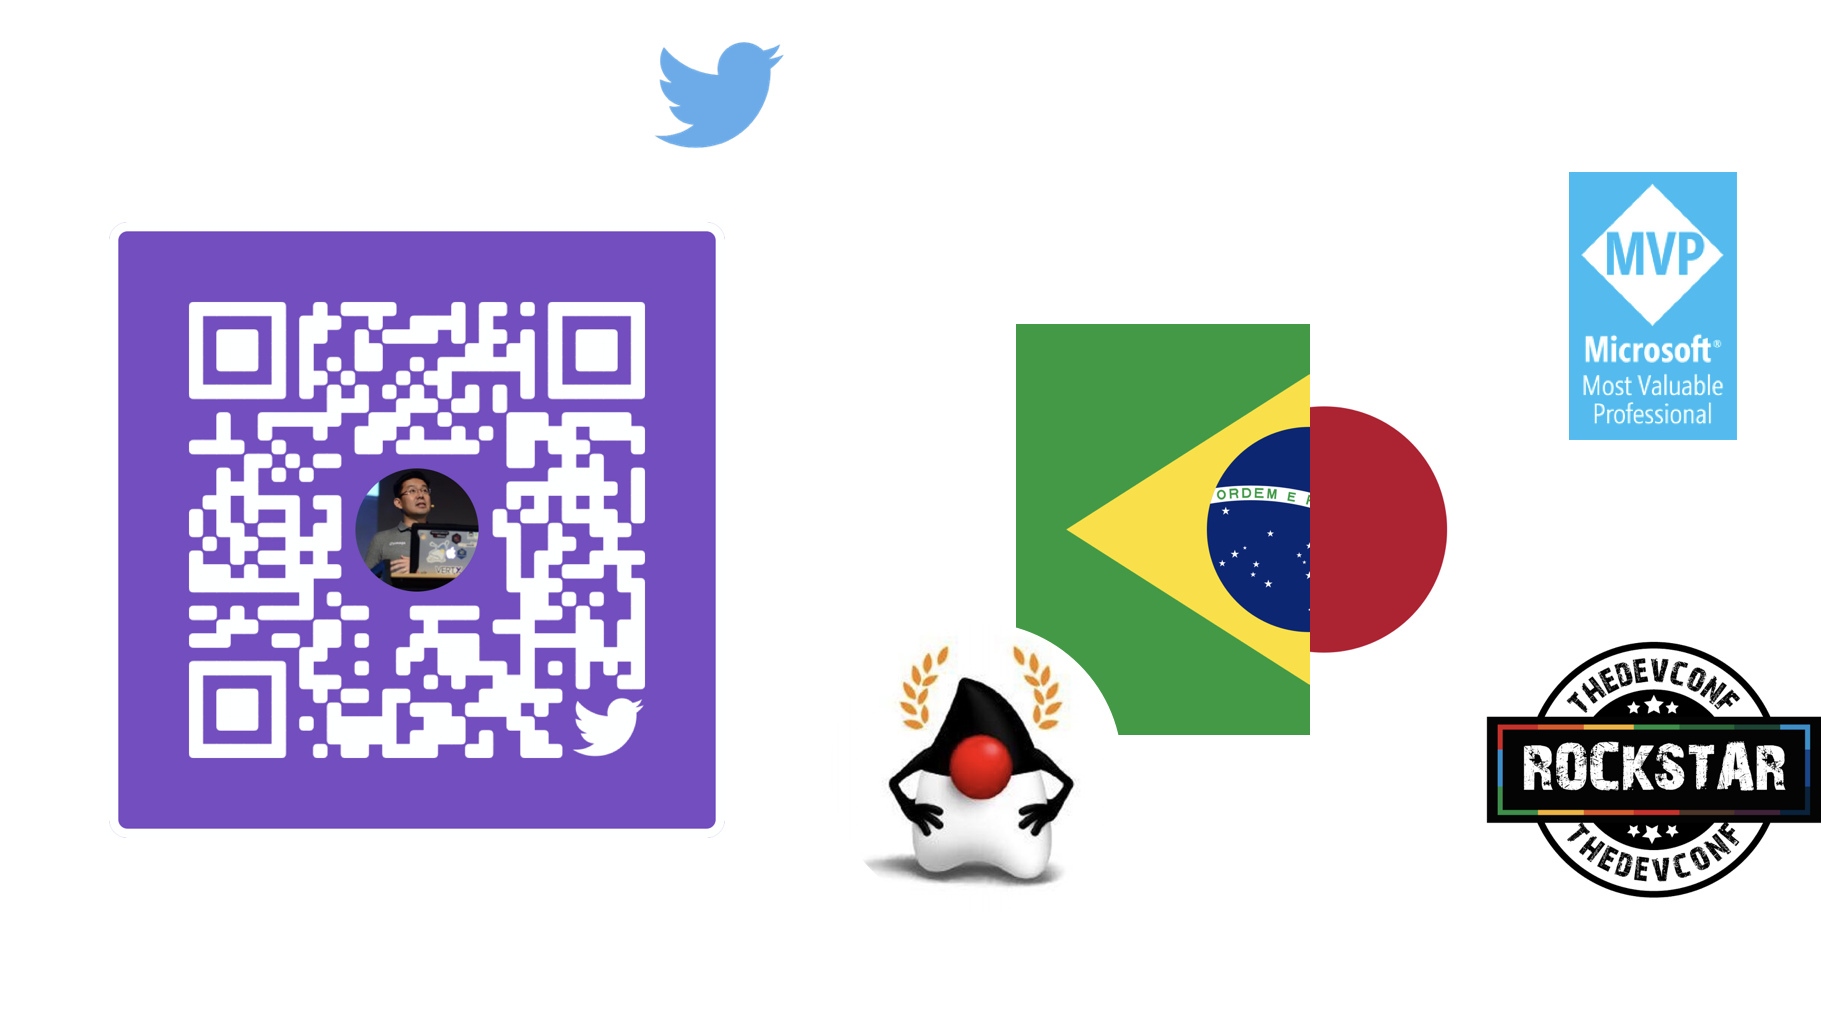 MVP
Microsoft®
Most Valuable
Professional
ORDEM E
THEDEVCONF
ROCKSTAR
THEDEVCONF